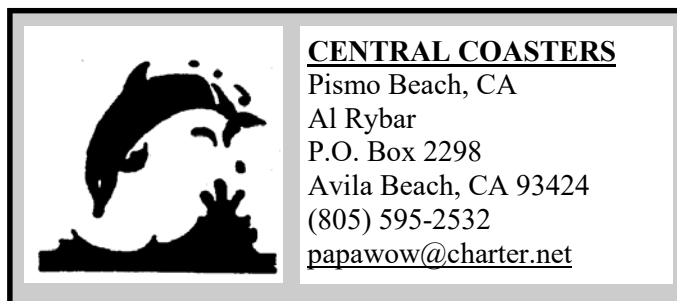 CENTRAL COASTERS
Pismo Beach, CA
Al Rybar
P.O. Box 2298
Avila Beach, CA 93424
(805) 595-2532
papawow@charter.net